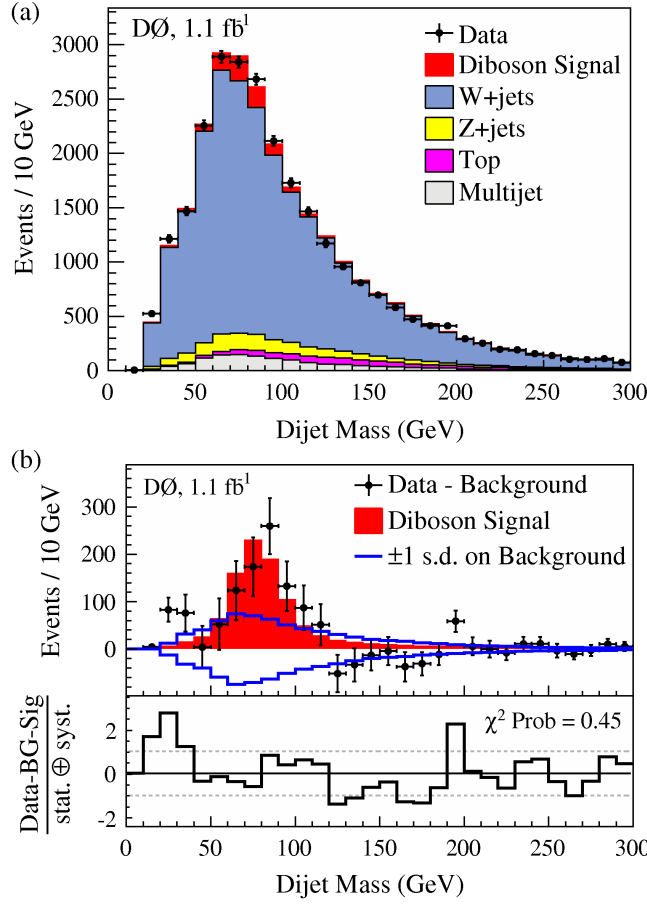 (a)
DØ, 1.1 fb⁻¹
Data
Diboson Signal
W+jets
Z+jets
Top
Multijet
Events / 10 GeV
3000
2500
2000
1500
1000
500
0
0 50 100 150 200 250 300
Dijet Mass (GeV)
(b)
DØ, 1.1 fb⁻¹
Data - Background
Diboson Signal
±1 s.d. on Background
Events / 10 GeV
300
200
100
0
χ² Prob = 0.45
Data-BG-Sig
stat. ⊕ syst.
2
0
-2
0 50 100 150 200 250 300
Dijet Mass (GeV)